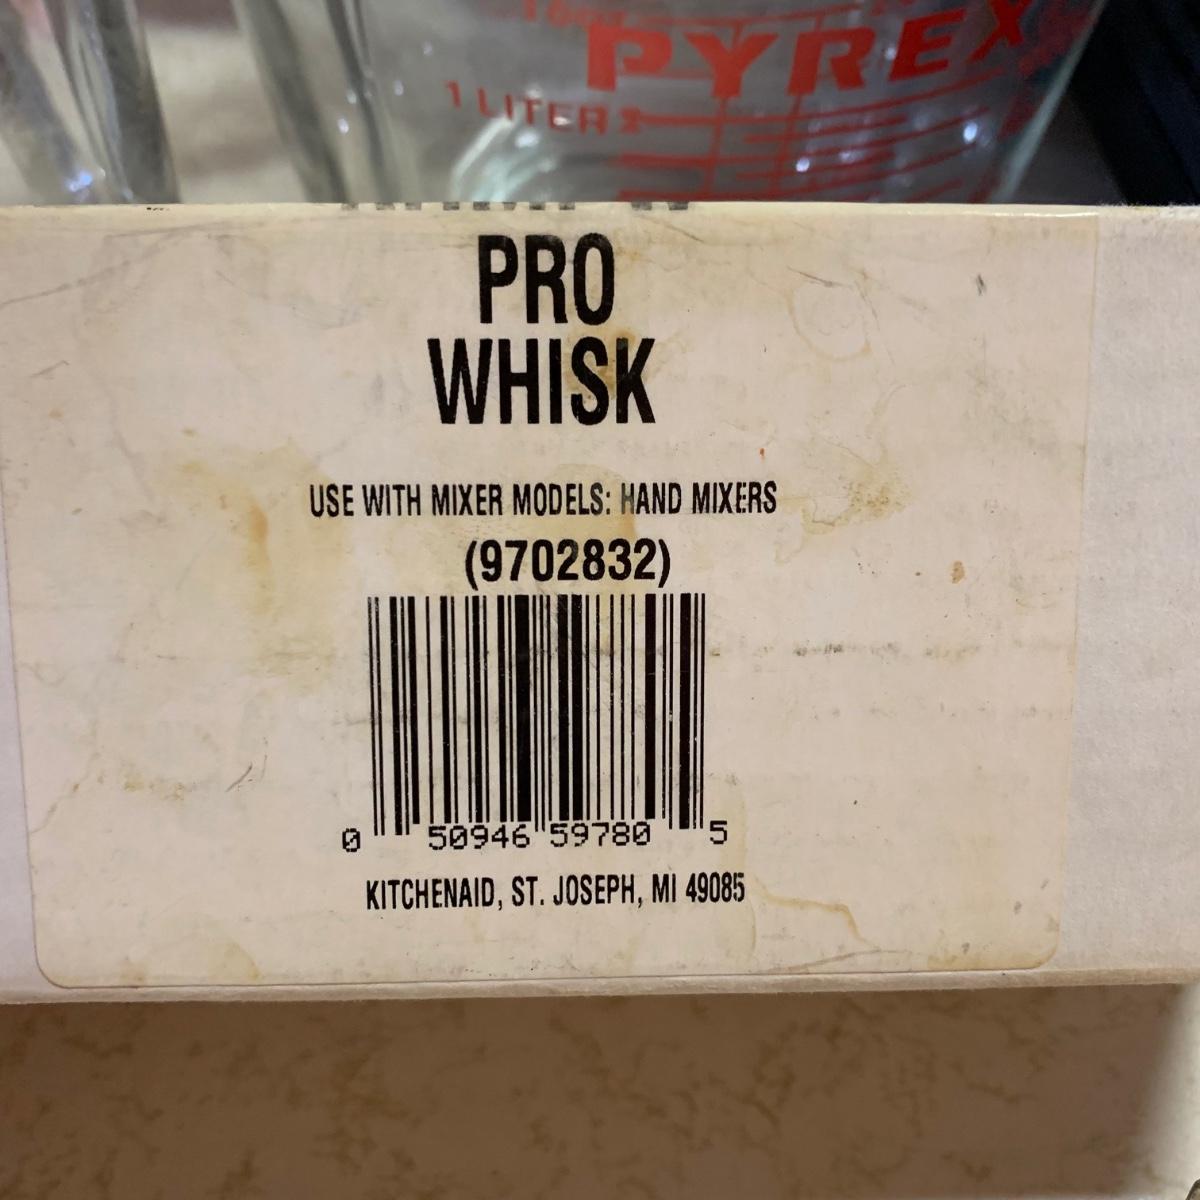 PYREX
1 LITER
PRO
WHISK
USE WITH MIXER MODELS: HAND MIXERS
(9702832)
0 50946 59780 5
KITCHENAID, ST. JOSEPH, MI 49085